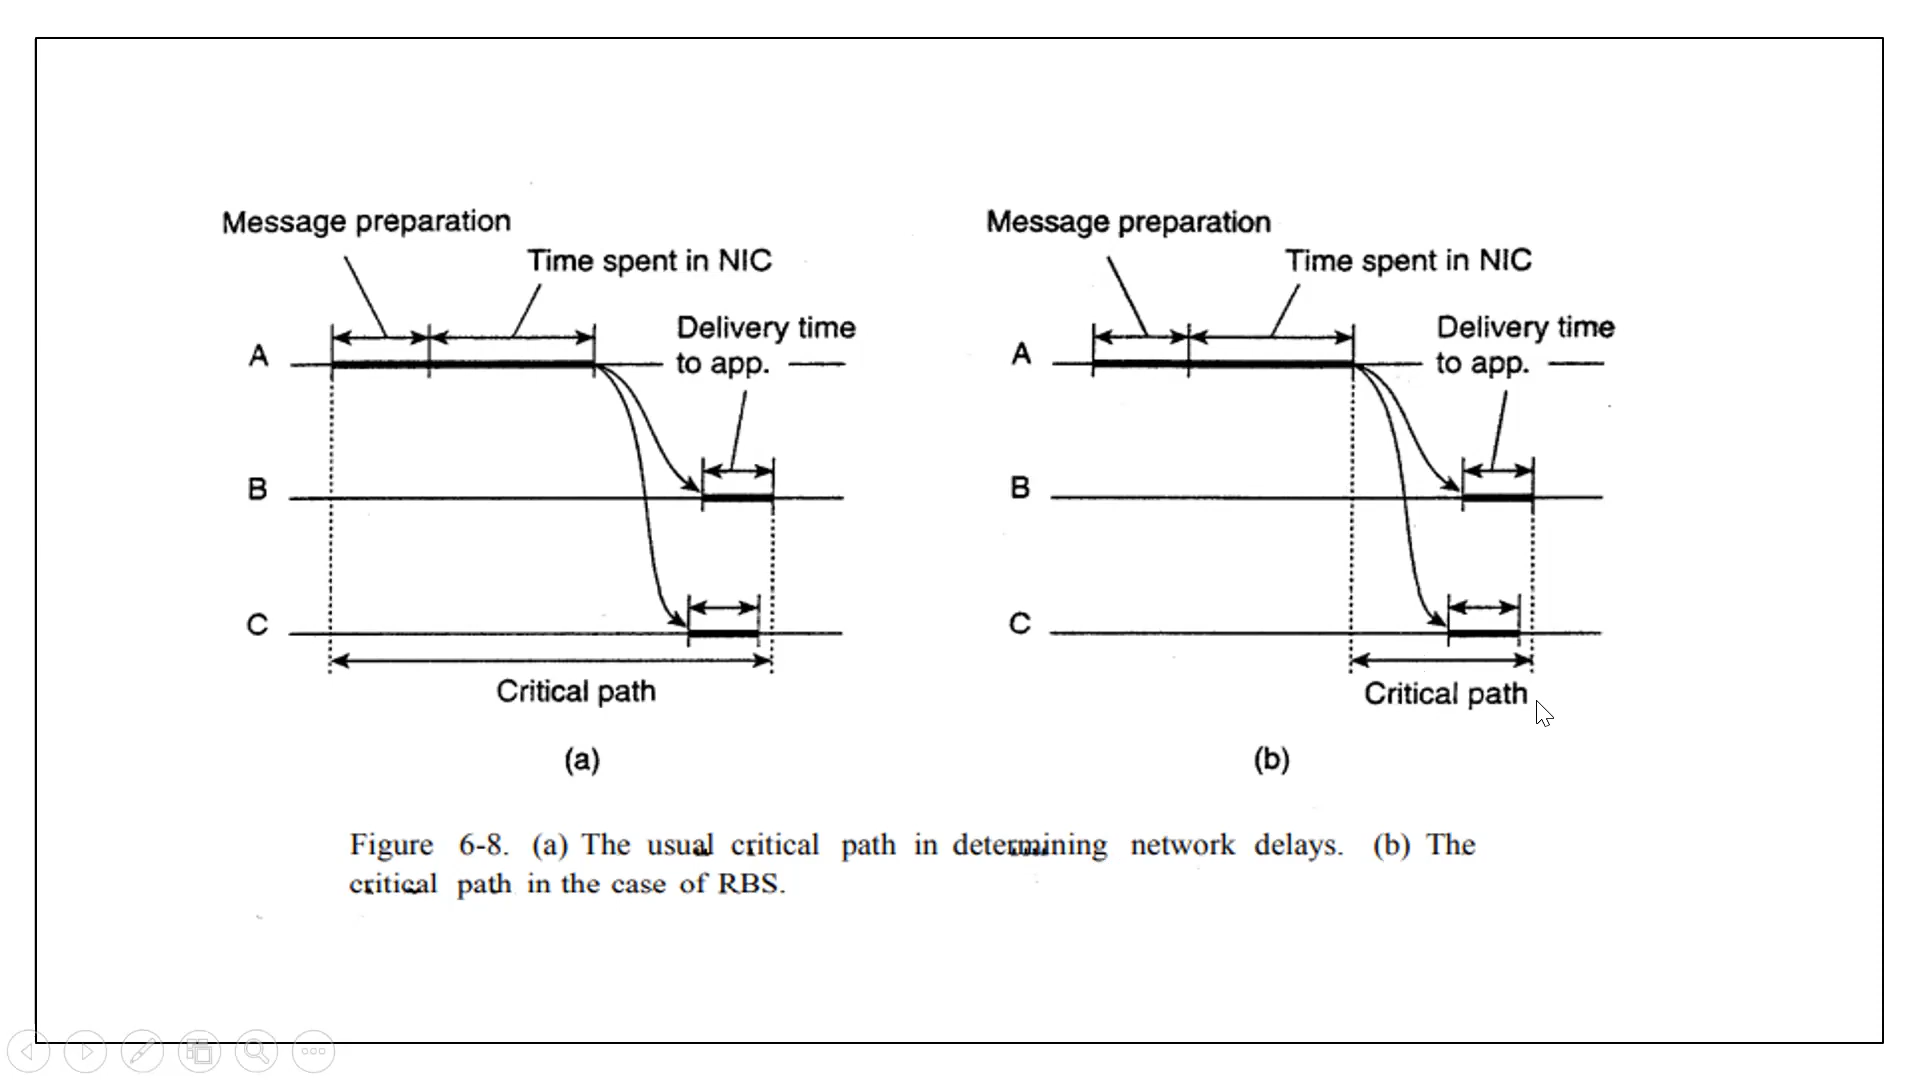 Message preparation
Time spent in NIC
Delivery time
to app.
A
B
C
Critical path
(a)
Message preparation
Time spent in NIC
Delivery time
to app.
A
B
C
Critical path
(b)
Figure 6-8. (a) The usual critical path in determining network delays. (b) The
critical path in the case of RBS.